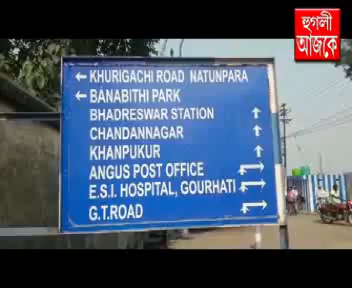 হুগলী
আজকে
← KHURIGACHI ROAD NATUNPARA
← BANABITHI PARK
BHADRESWAR STATION ↑
CHANDANNAGAR ↑
KHANPUKUR ↑
ANGUS POST OFFICE
E.S.I. HOSPITAL, GOURHATI
G.T.ROAD